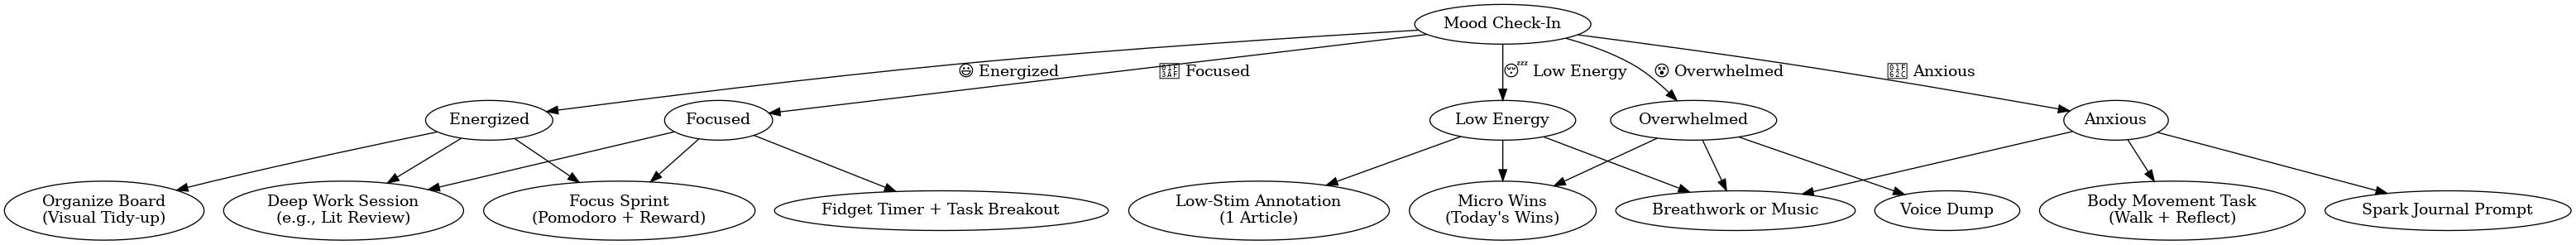 Mood Check-In
😃 Energized
🎯 Focused
😴 Low Energy
😵 Overwhelmed
😬 Anxious
Energized
Focused
Low Energy
Overwhelmed
Anxious
Organize Board
(Visual Tidy-up)
Deep Work Session
(e.g., Lit Review)
Focus Sprint
(Pomodoro + Reward)
Fidget Timer + Task Breakout
Low-Stim Annotation
(1 Article)
Micro Wins
(Today's Wins)
Breathwork or Music
Voice Dump
Body Movement Task
(Walk + Reflect)
Spark Journal Prompt